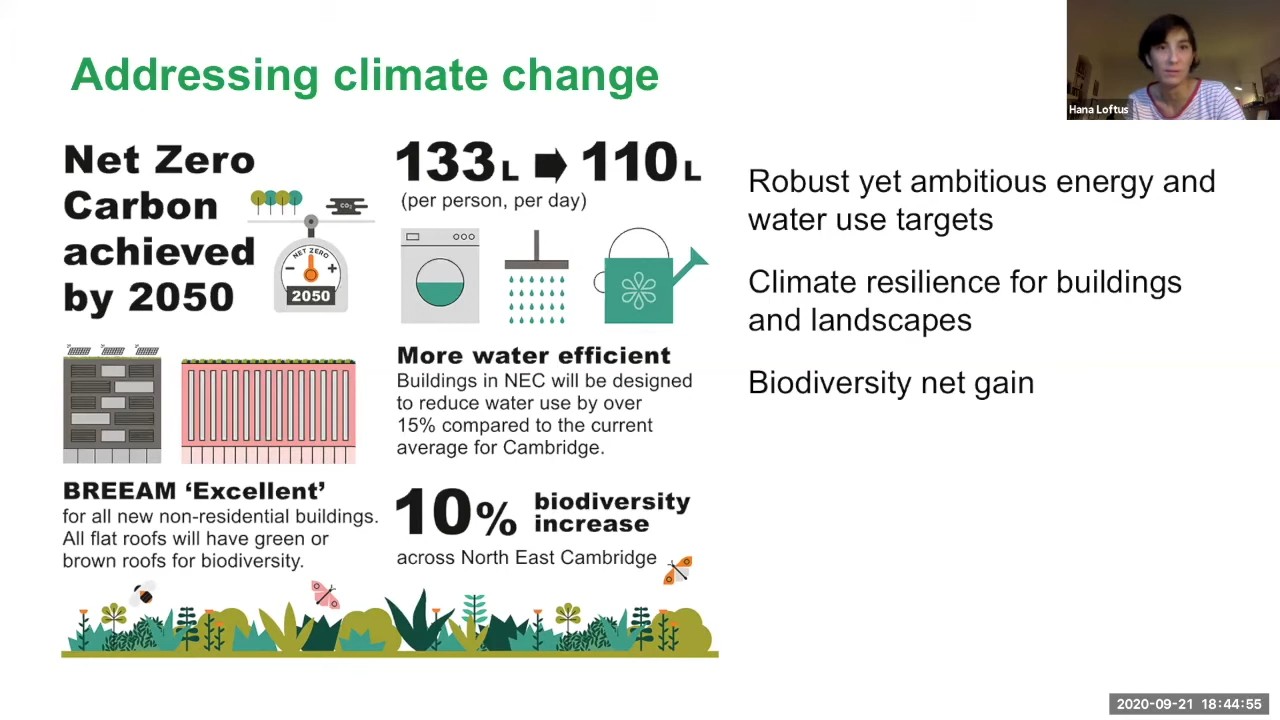 Addressing climate change
Hana Loftus
Net Zero
Carbon
achieved
by 2050
CO₂
NET ZERO
− +
2050
133L 110L
(per person, per day)
More water efficient
Buildings in NEC will be designed
to reduce water use by over
15% compared to the current
average for Cambridge.
BREEAM ‘Excellent’
for all new non-residential buildings.
All flat roofs will have green or
brown roofs for biodiversity.
10% biodiversity
increase
across North East Cambridge
Robust yet ambitious energy and
water use targets
Climate resilience for buildings
and landscapes
Biodiversity net gain
2020-09-21 18:44:55